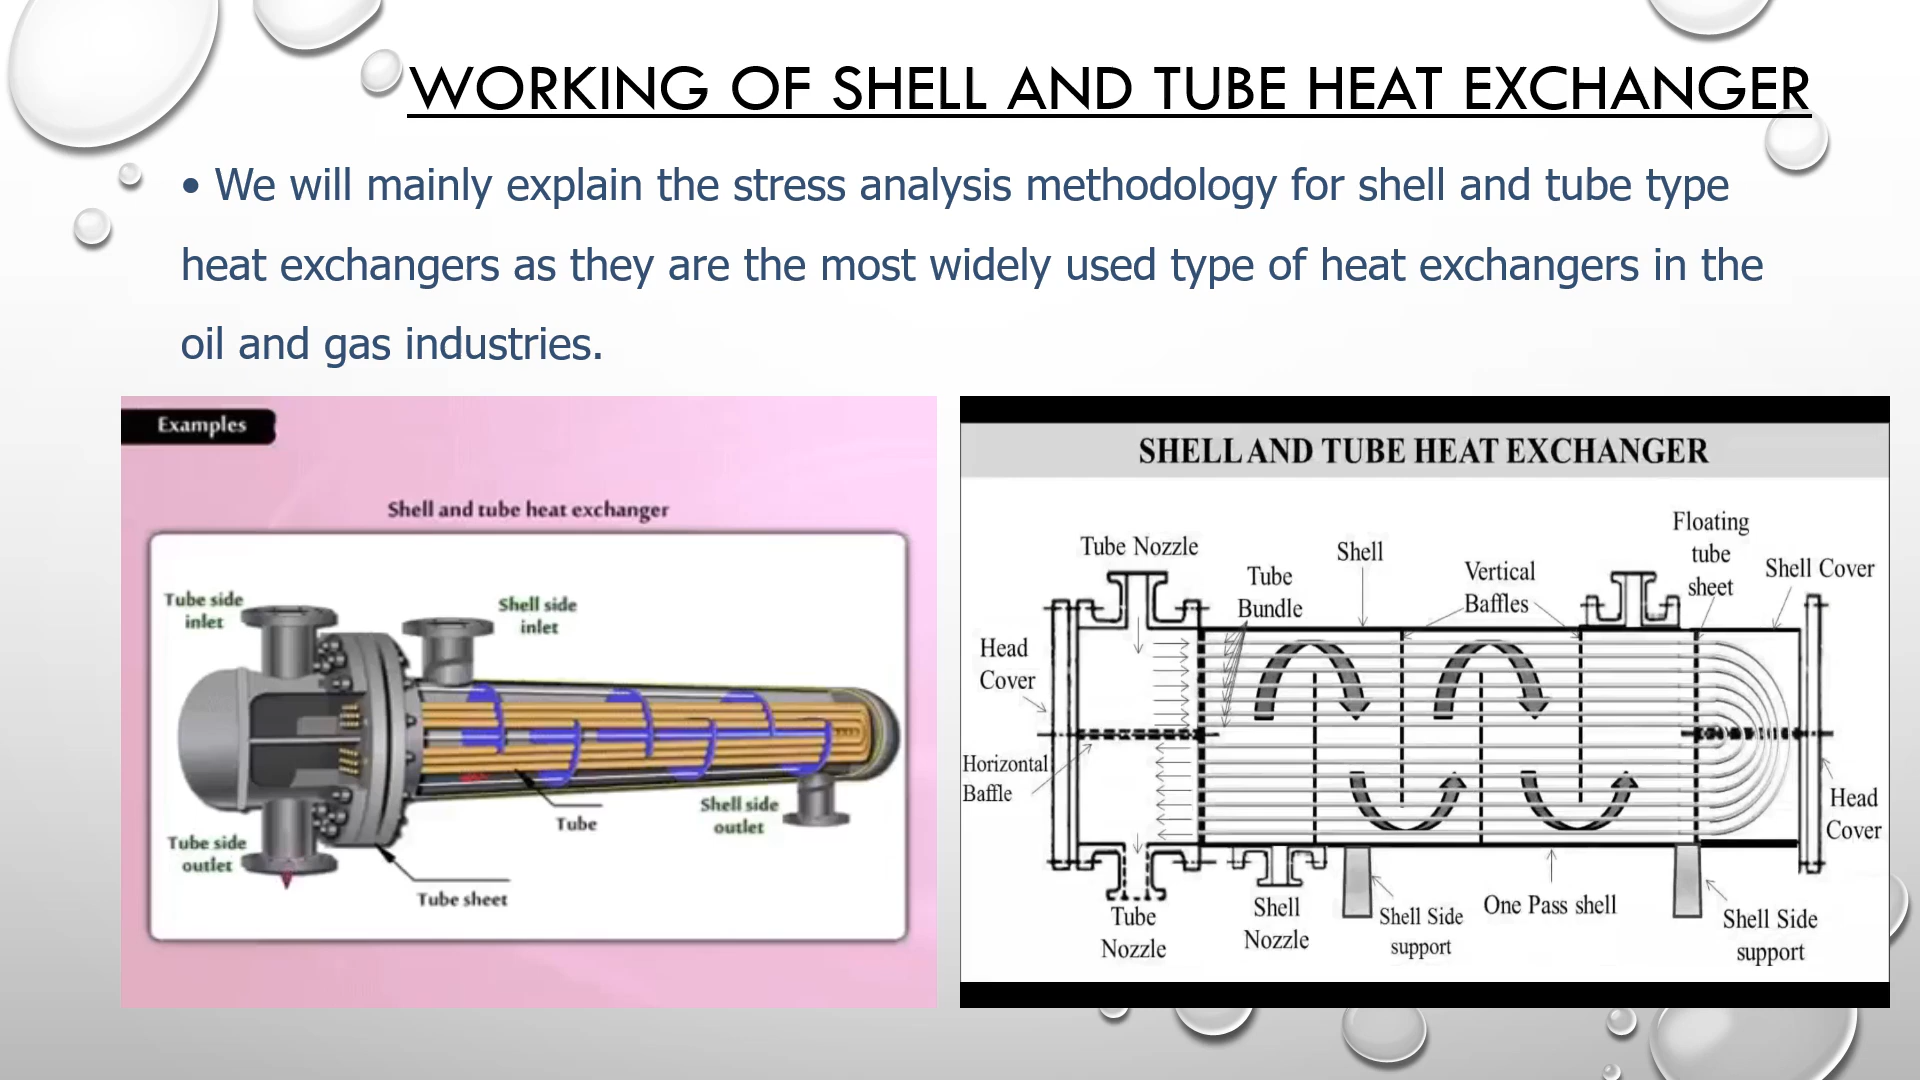 WORKING OF SHELL AND TUBE HEAT EXCHANGER
• We will mainly explain the stress analysis methodology for shell and tube type
heat exchangers as they are the most widely used type of heat exchangers in the
oil and gas industries.
Examples
Shell and tube heat exchanger
Tube side
inlet
Shell side
inlet
Tube
Shell side
outlet
Tube side
outlet
Tube sheet
SHELL AND TUBE HEAT EXCHANGER
Tube Nozzle
Tube
Bundle
Shell
Vertical
Baffles
Floating
tube
sheet
Shell Cover
Head
Cover
Horizontal
Baffle
Head
Cover
Tube
Nozzle
Shell
Nozzle
Shell Side
support
One Pass shell
Shell Side
support